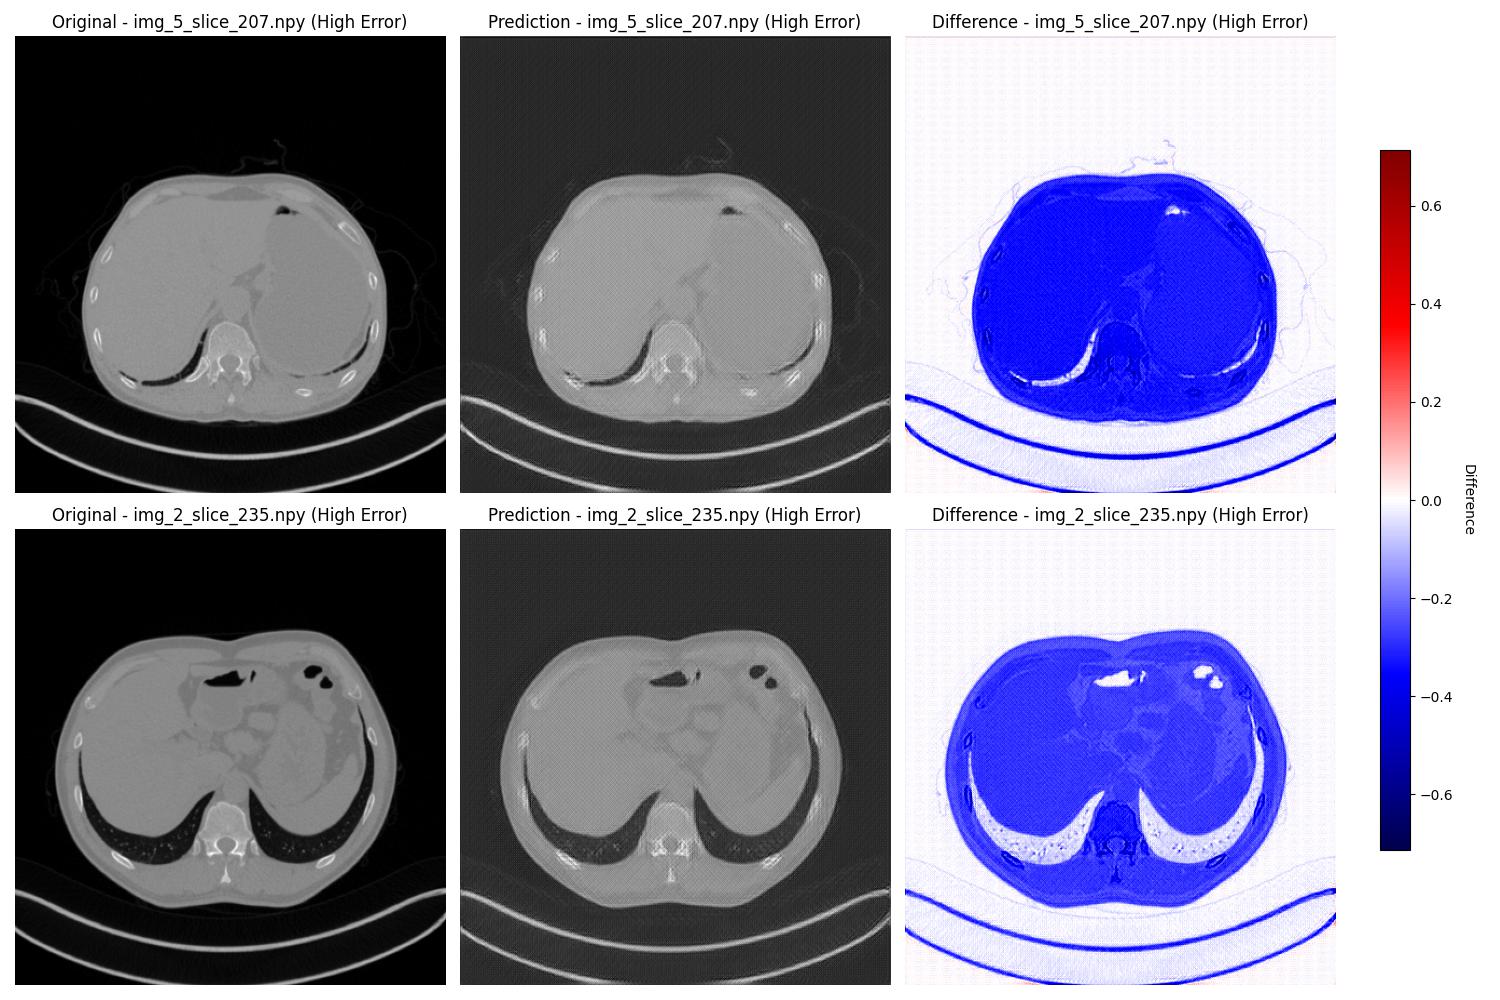 Original - img_5_slice_207.npy (High Error)
Prediction - img_5_slice_207.npy (High Error)
Difference - img_5_slice_207.npy (High Error)
Original - img_2_slice_235.npy (High Error)
Prediction - img_2_slice_235.npy (High Error)
Difference - img_2_slice_235.npy (High Error)
0.6
0.4
0.2
0.0
−0.2
−0.4
−0.6
Difference